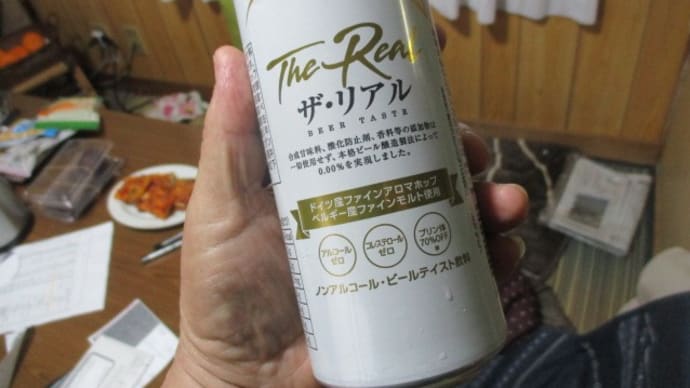 The Real
ザ・リアル
BEER TASTE
合成甘味料、酸化防止剤、香料等の添加物は
一切使用せず、本格ビール醸造製法によって
0.00%を実現しました。
ドイツ産ファインアロマホップ
ベルギー産ファインモルト使用
アルコール
ゼロ
コレステロール
ゼロ
プリン体
70%OFF
※
ノンアルコール・ビールテイスト飲料